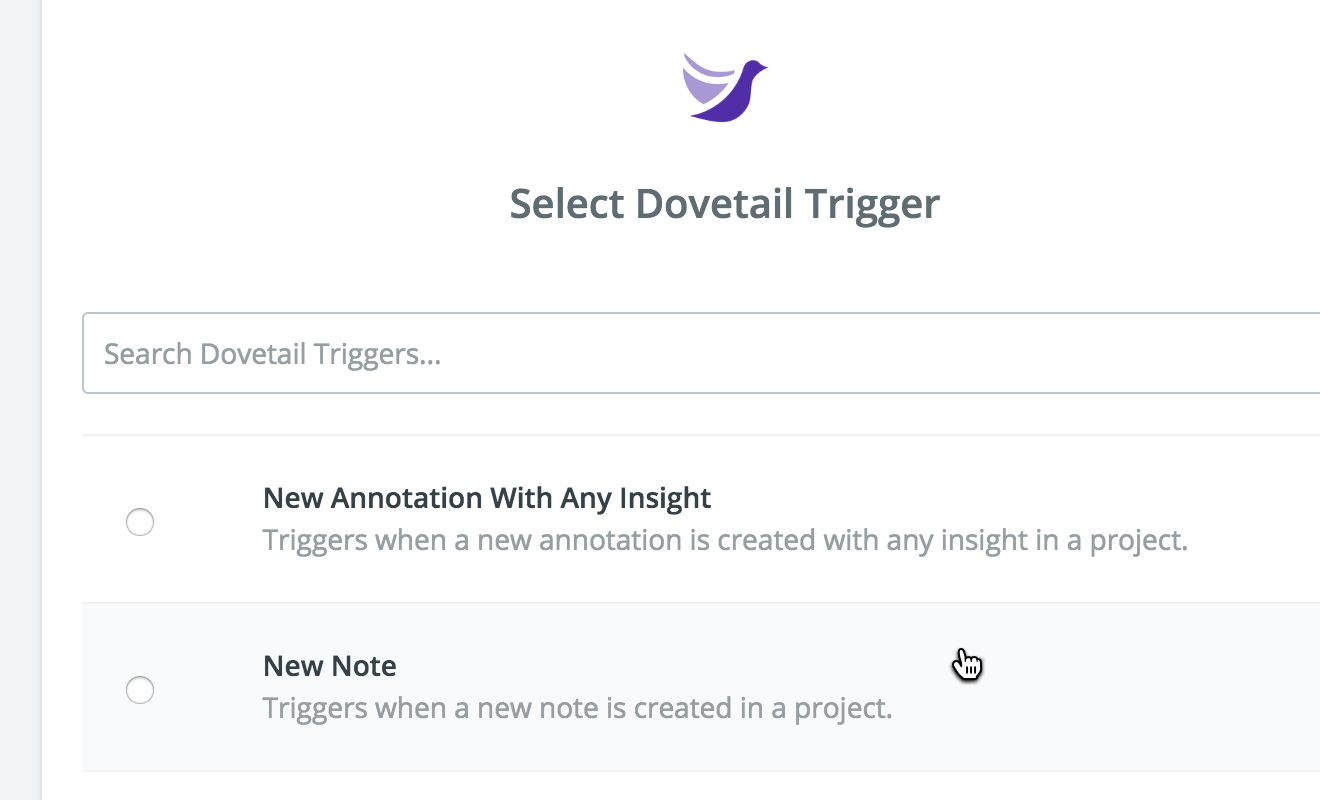 Select Dovetail Trigger
Search Dovetail Triggers...
New Annotation With Any Insight
Triggers when a new annotation is created with any insight in a project.
New Note
Triggers when a new note is created in a project.